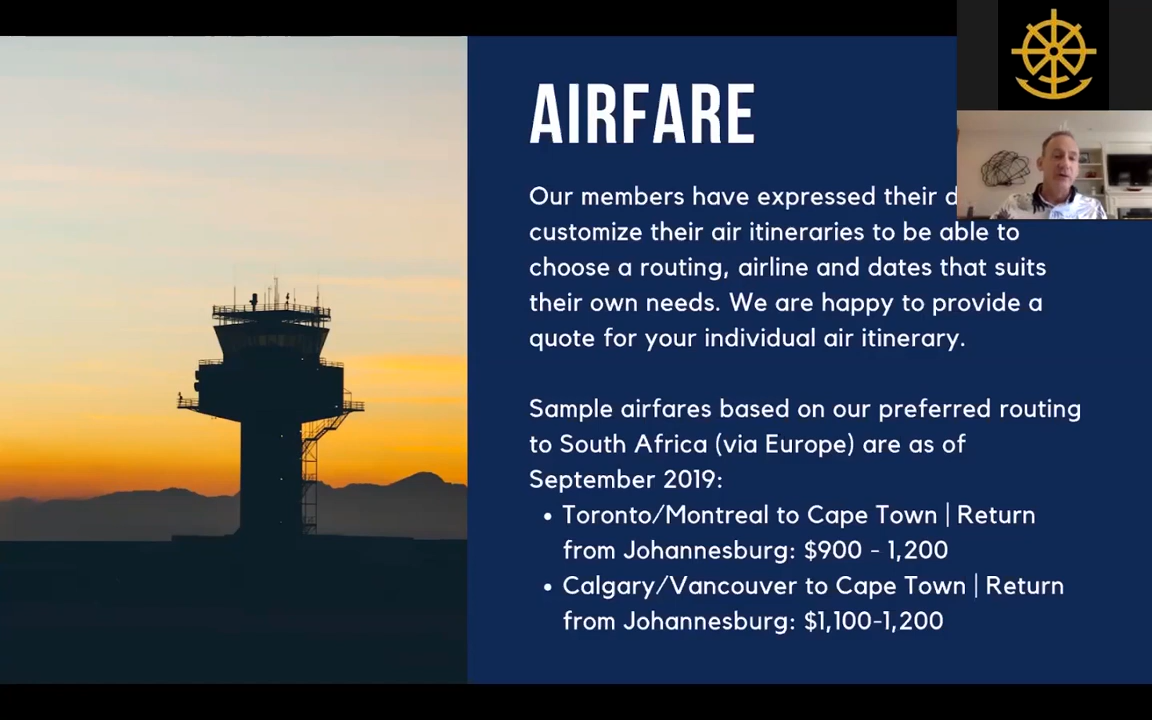 AIRFARE
Our members have expressed their
customize their air itineraries to be able to
choose a routing, airline and dates that suits
their own needs. We are happy to provide a
quote for your individual air itinerary.
Sample airfares based on our preferred routing
to South Africa (via Europe) are as of
September 2019:
• Toronto/Montreal to Cape Town | Return
from Johannesburg: $900 - 1,200
• Calgary/Vancouver to Cape Town | Return
from Johannesburg: $1,100-1,200